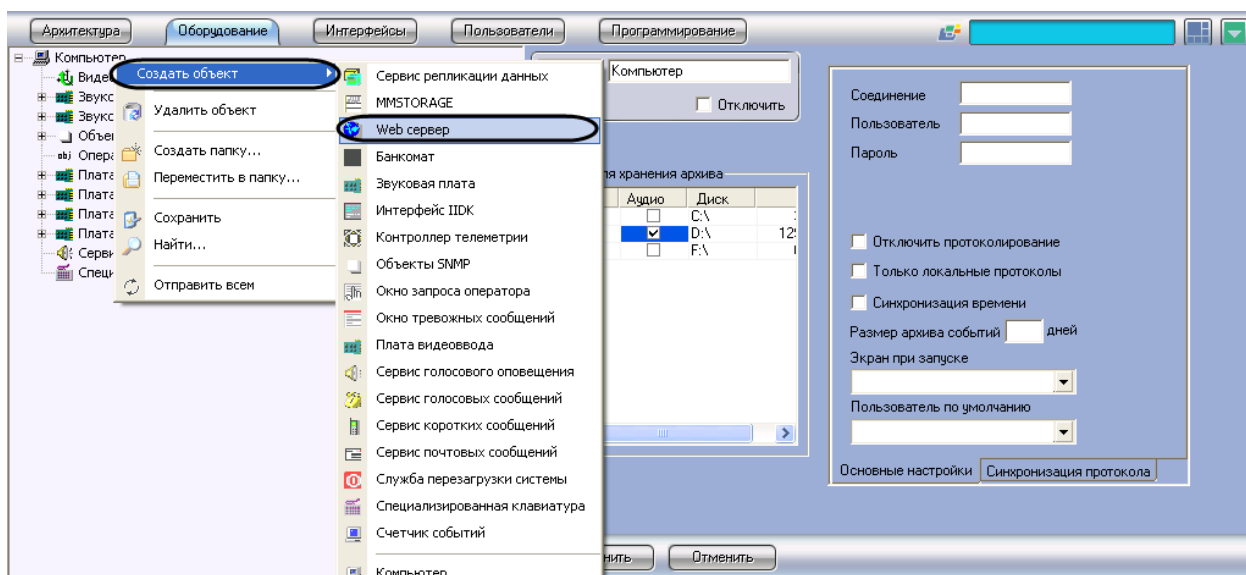 Архитектура
Оборудование
Интерфейсы
Пользователи
Программирование
Компьютер
Создать объект
Удалить объект
Создать папку...
Переместить в папку...
Сохранить
Найти...
Отправить всем
Сервис репликации данных
MMSTORAGE
Web сервер
Банкомат
Звуковая плата
Интерфейс IIDK
Контроллер телеметрии
Объекты SNMP
Окно запроса оператора
Окно тревожных сообщений
Плата видеоввода
Сервис голосового оповещения
Сервис голосовых сообщений
Сервис коротких сообщений
Сервис почтовых сообщений
Служба перезагрузки системы
Специализированная клавиатура
Счетчик событий
Компьютер
Компьютер
Отключить
хранения архива
Аудио Диск
C:\
D:\
F:\
Соединение
Пользователь
Пароль
Отключить протоколирование
Только локальные протоколы
Синхронизация времени
Размер архива событий дней
Экран при запуске
Пользователь по умолчанию
Основные настройки Синхронизация протокола
Отменить